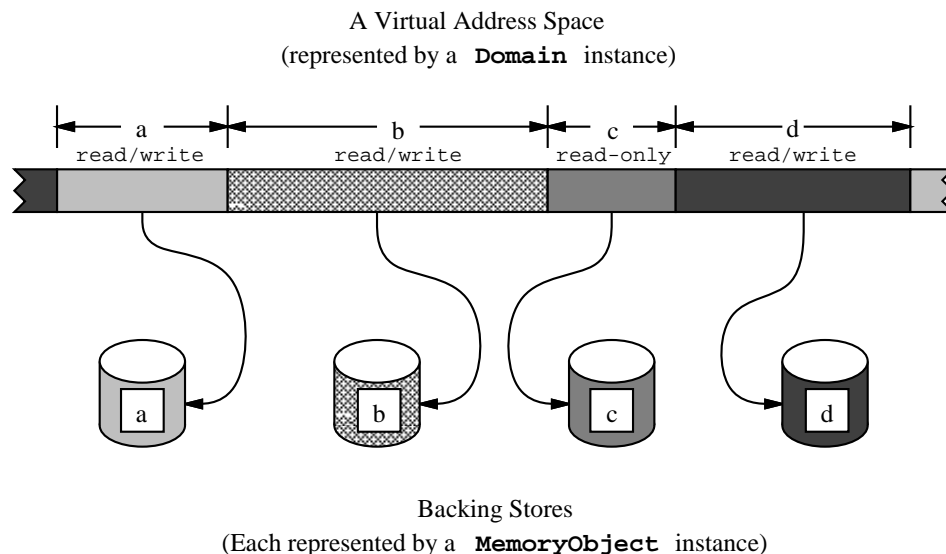 A Virtual Address Space
(represented by a Domain instance)
a b c d
read/write read/write read-only read/write
a b c d
Backing Stores
(Each represented by a MemoryObject instance)